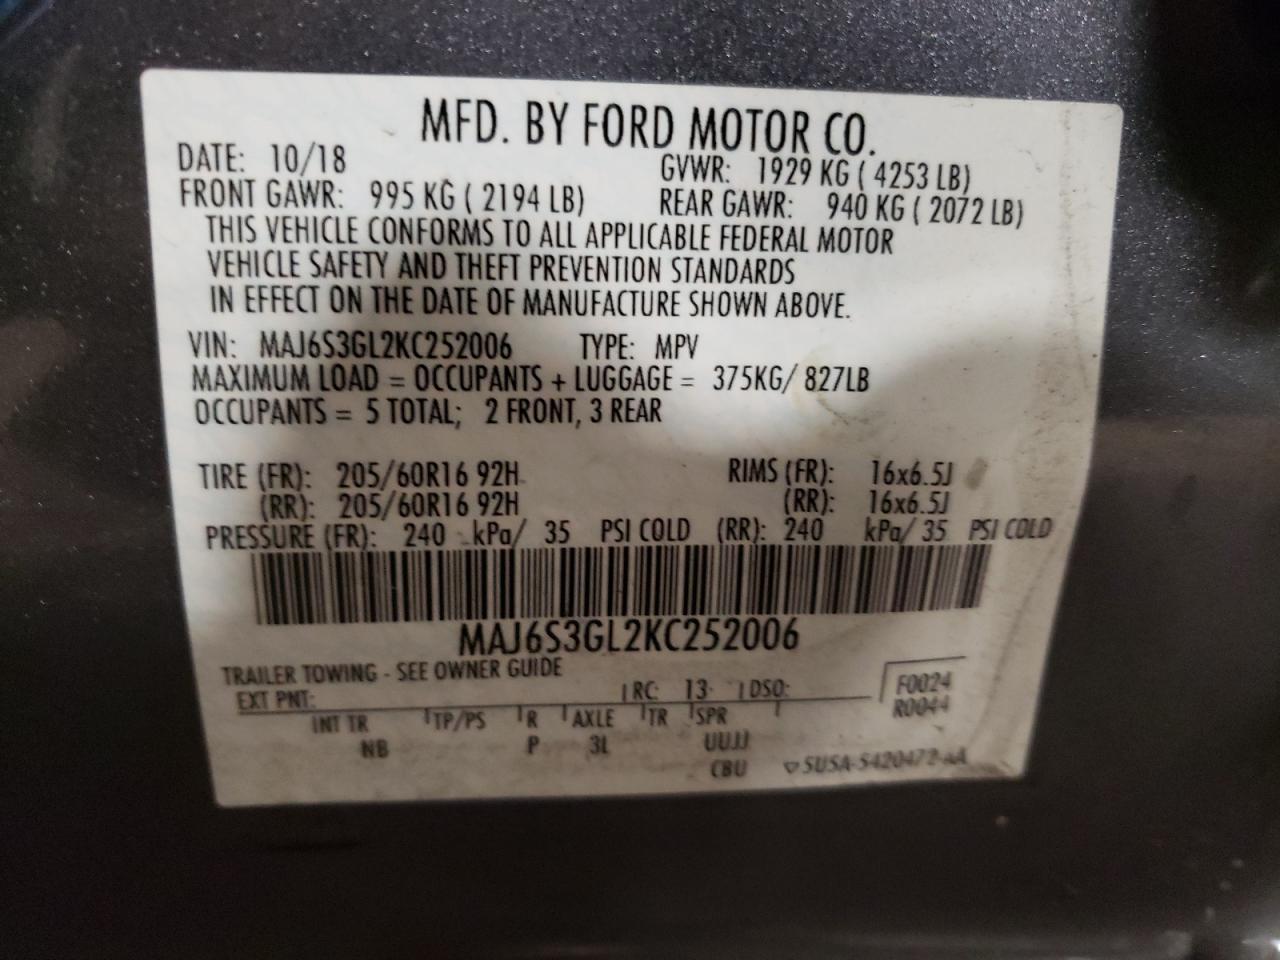 MFD. BY FORD MOTOR CO.
DATE: 10/18 GVWR: 1929 KG ( 4253 LB)
FRONT GAWR: 995 KG ( 2194 LB) REAR GAWR: 940 KG ( 2072 LB)
THIS VEHICLE CONFORMS TO ALL APPLICABLE FEDERAL MOTOR
VEHICLE SAFETY AND THEFT PREVENTION STANDARDS
IN EFFECT ON THE DATE OF MANUFACTURE SHOWN ABOVE.
VIN: MAJ6S3GL2KC252006 TYPE: MPV
MAXIMUM LOAD = OCCUPANTS + LUGGAGE = 375KG/ 827LB
OCCUPANTS = 5 TOTAL; 2 FRONT, 3 REAR
TIRE (FR): 205/60R16 92H RIMS (FR): 16x6.5J
(RR): 205/60R16 92H (RR): 16x6.5J
PRESSURE (FR): 240 kPa/ 35 PSI COLD (RR): 240 kPa/ 35 PSI COLD
MAJ6S3GL2KC252006
TRAILER TOWING - SEE OWNER GUIDE
EXT PNT: RC: 13 DSO: F0024
INT TR TP/PS R AXLE TR SPR R0044
NB P 3L UUJJ
CBU 5USA-5420472-AA